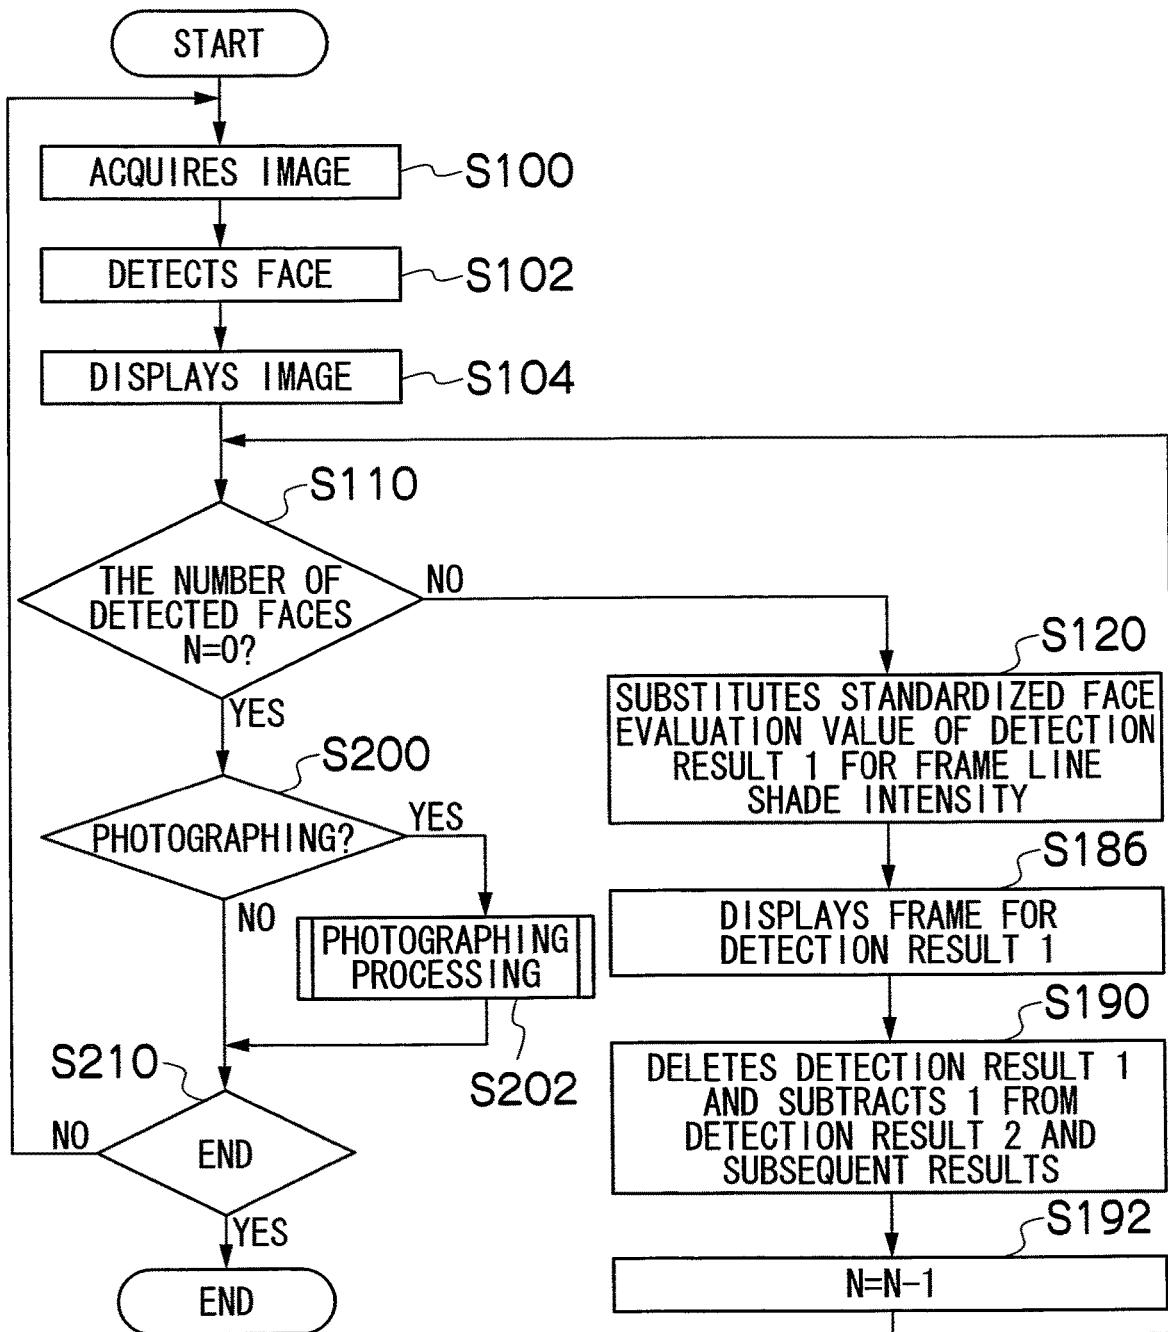 START
ACQUIRES IMAGE
S100
DETECTS FACE
S102
DISPLAYS IMAGE
S104
S110
THE NUMBER OF
DETECTED FACES
N=0?
NO
YES
S200
PHOTOGRAPHING?
YES
NO
PHOTOGRAPHING
PROCESSING
S202
S210
END
NO
YES
END
S120
SUBSTITUTES STANDARDIZED FACE
EVALUATION VALUE OF DETECTION
RESULT 1 FOR FRAME LINE
SHADE INTENSITY
S186
DISPLAYS FRAME FOR
DETECTION RESULT 1
S190
DELETES DETECTION RESULT 1
AND SUBTRACTS 1 FROM
DETECTION RESULT 2 AND
SUBSEQUENT RESULTS
S192
N=N-1